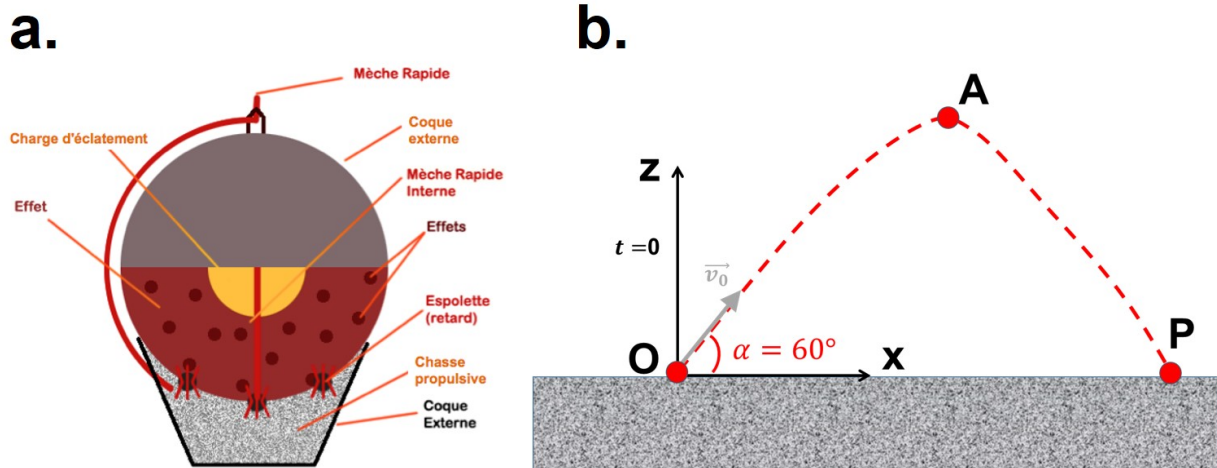 a.
Mèche Rapide
Charge d'éclatement
Coque
externe
Mèche Rapide
Interne
Effet
Effets
Espolette
(retard)
Chasse
propulsive
Coque
Externe
b.
A
z
t =0
v₀
P
O
α = 60°
x